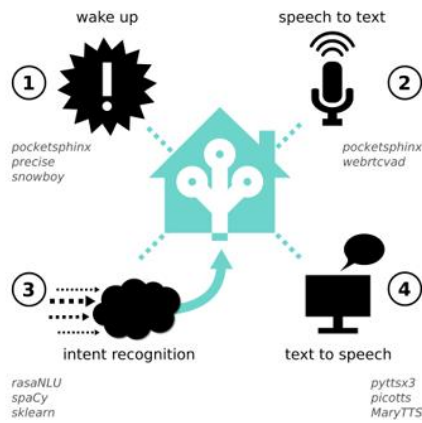 wake up
speech to text
!
1
2
pocketsphinx
precise
snowboy
pocketsphinx
webrtcvad
3
4
intent recognition
text to speech
rasaNLU
spaCy
sklearn
pyttsx3
picotts
MaryTTS